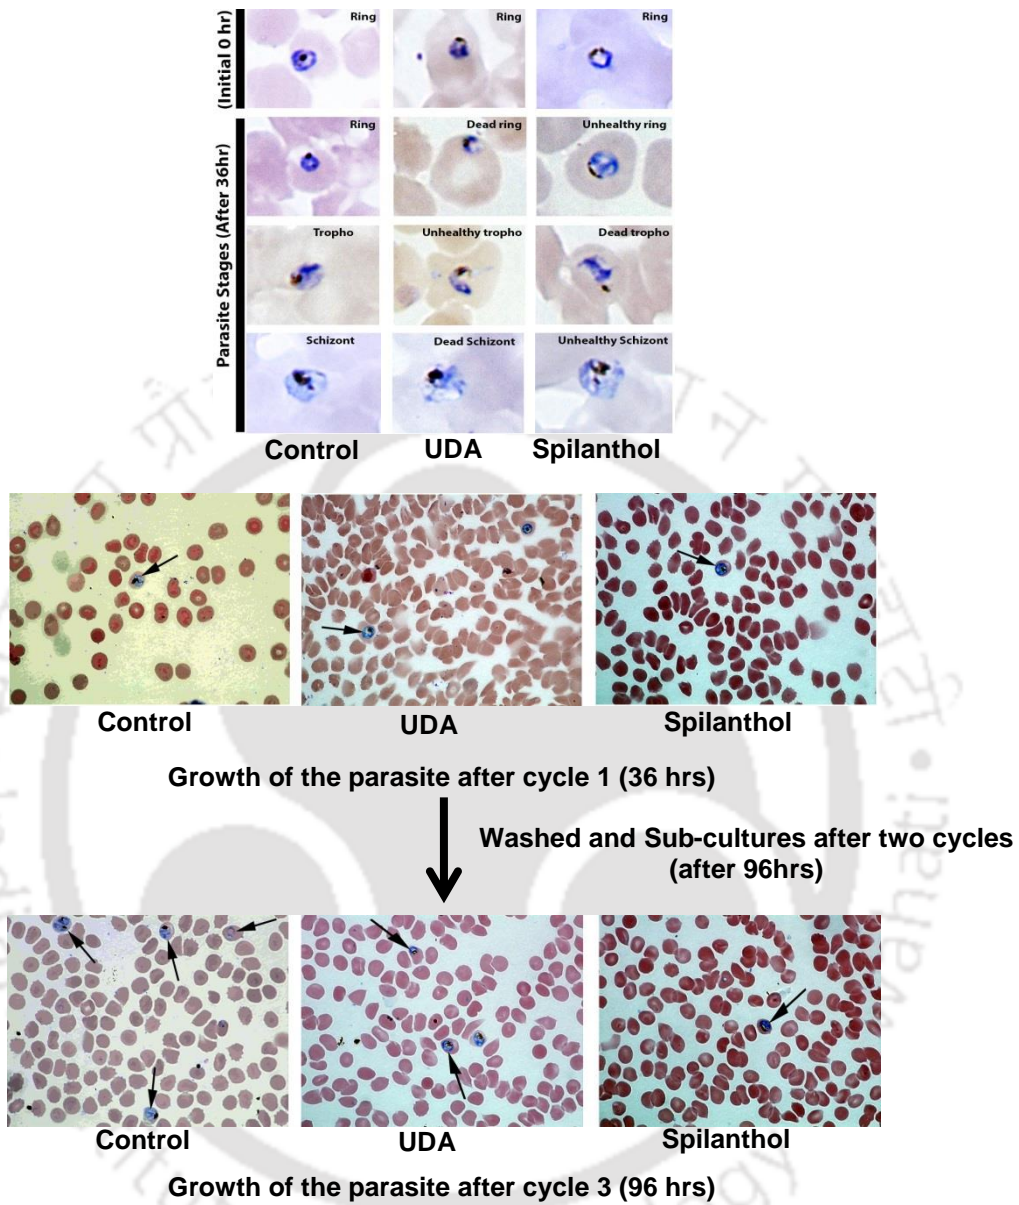 (Initial 0 hr)
Ring
Ring
Ring
Parasite Stages (After 36hr)
Ring
Dead ring
Unhealthy ring
Tropho
Unhealthy tropho
Dead tropho
Schizont
Dead Schizont
Unhealthy Schizont
Control
UDA
Spilanthol
Control
UDA
Spilanthol
Growth of the parasite after cycle 1 (36 hrs)
Washed and Sub-cultures after two cycles
(after 96hrs)
Control
UDA
Spilanthol
Growth of the parasite after cycle 3 (96 hrs)